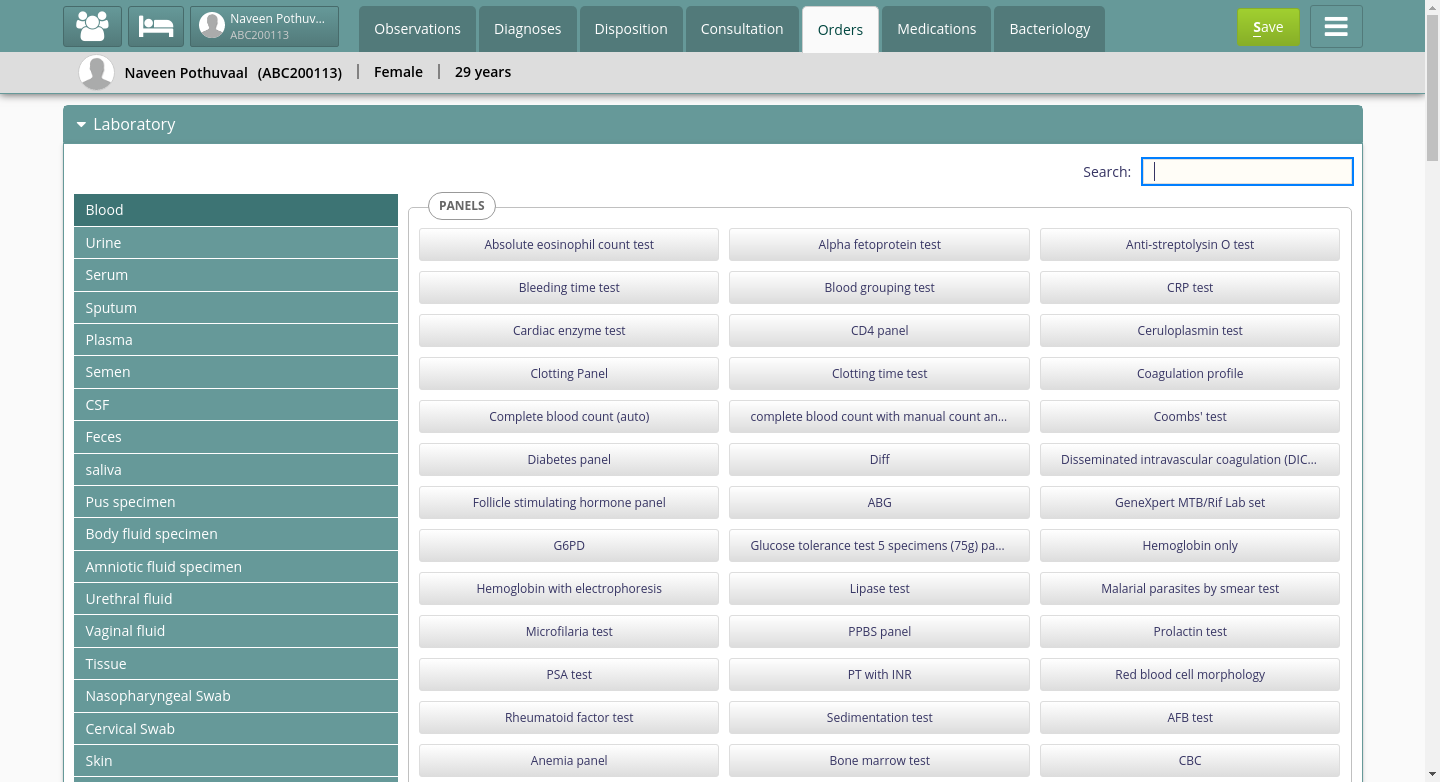 Naveen Pothuv...
ABC200113
Observations
Diagnoses
Disposition
Consultation
Orders
Medications
Bacteriology
Save
Naveen Pothuvaal (ABC200113) | Female | 29 years
Laboratory
Search:
Blood
Urine
Serum
Sputum
Plasma
Semen
CSF
Feces
saliva
Pus specimen
Body fluid specimen
Amniotic fluid specimen
Urethral fluid
Vaginal fluid
Tissue
Nasopharyngeal Swab
Cervical Swab
Skin
PANELS
Absolute eosinophil count test
Alpha fetoprotein test
Anti-streptolysin O test
Bleeding time test
Blood grouping test
CRP test
Cardiac enzyme test
CD4 panel
Ceruloplasmin test
Clotting Panel
Clotting time test
Coagulation profile
Complete blood count (auto)
complete blood count with manual count an...
Coombs' test
Diabetes panel
Diff
Disseminated intravascular coagulation (DIC...
Follicle stimulating hormone panel
ABG
GeneXpert MTB/Rif Lab set
G6PD
Glucose tolerance test 5 specimens (75g) pa...
Hemoglobin only
Hemoglobin with electrophoresis
Lipase test
Malarial parasites by smear test
Microfilaria test
PPBS panel
Prolactin test
PSA test
PT with INR
Red blood cell morphology
Rheumatoid factor test
Sedimentation test
AFB test
Anemia panel
Bone marrow test
CBC